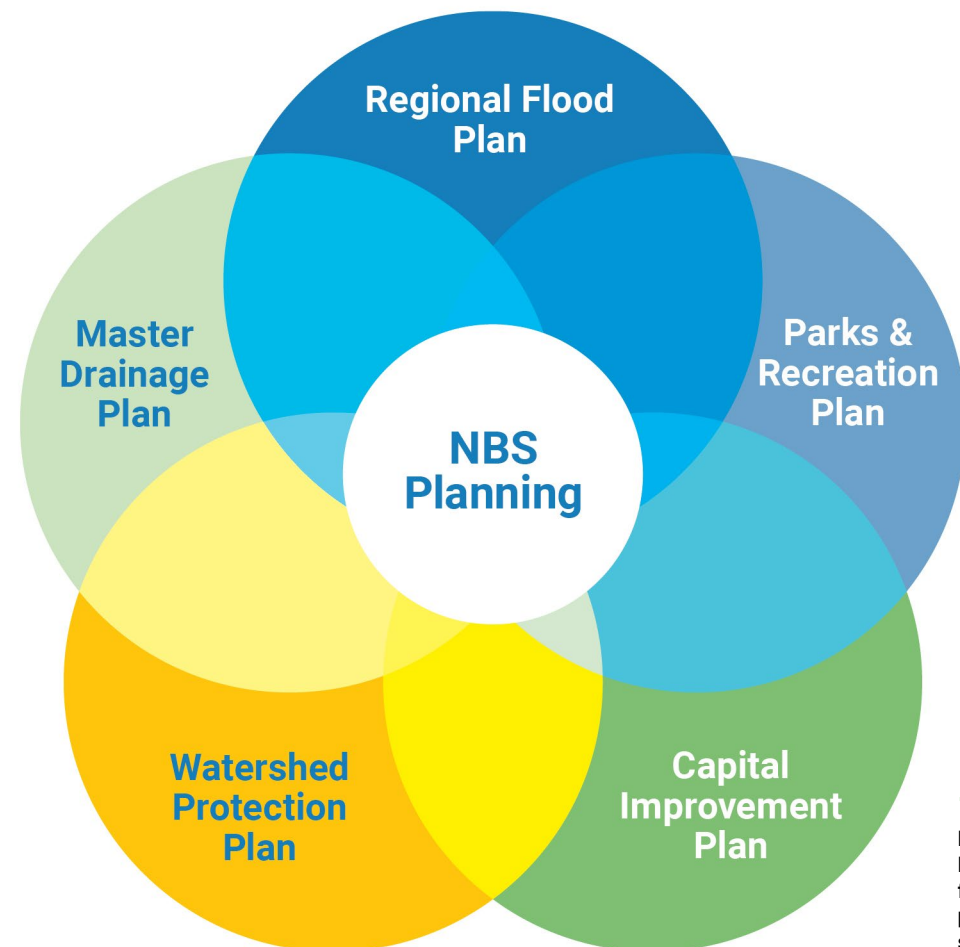 Regional Flood
Plan
Master
Drainage
Plan
Parks &
Recreation
Plan
NBS
Planning
Watershed
Protection
Plan
Capital
Improvement
Plan